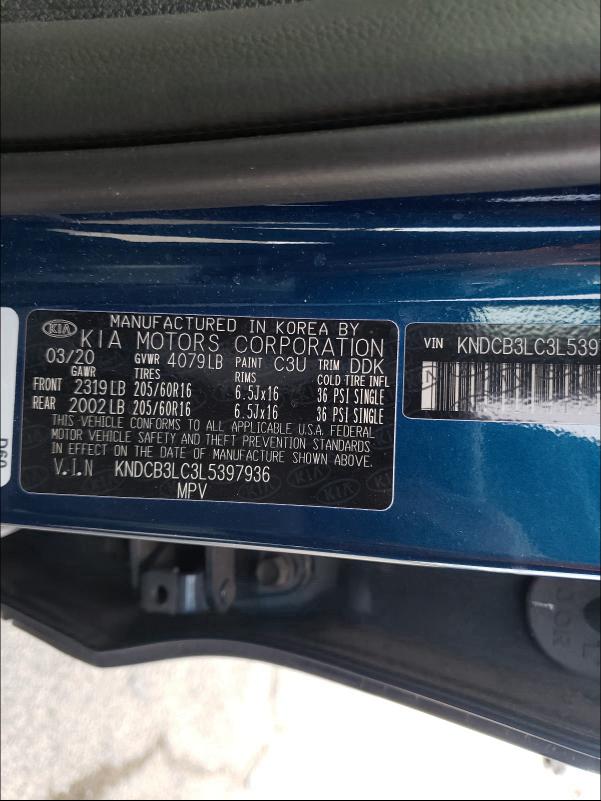 KIA
MANUFACTURED IN KOREA BY
KIA MOTORS CORPORATION
03/20 GVWR 4079LB PAINT C3U TRIM DDK
GAWR TIRES RIMS COLD TIRE INFL
FRONT 2319LB 205/60R16 6.5Jx16 36 PSI SINGLE
REAR 2002LB 205/60R16 6.5Jx16 36 PSI SINGLE
THIS VEHICLE CONFORMS TO ALL APPLICABLE U.S.A. FEDERAL
MOTOR VEHICLE SAFETY AND THEFT PREVENTION STANDARDS
IN EFFECT ON THE DATE OF MANUFACTURE SHOWN ABOVE.
V.I.N KNDCB3LC3L5397936
MPV
VIN KNDCB3LC3L5397
D60